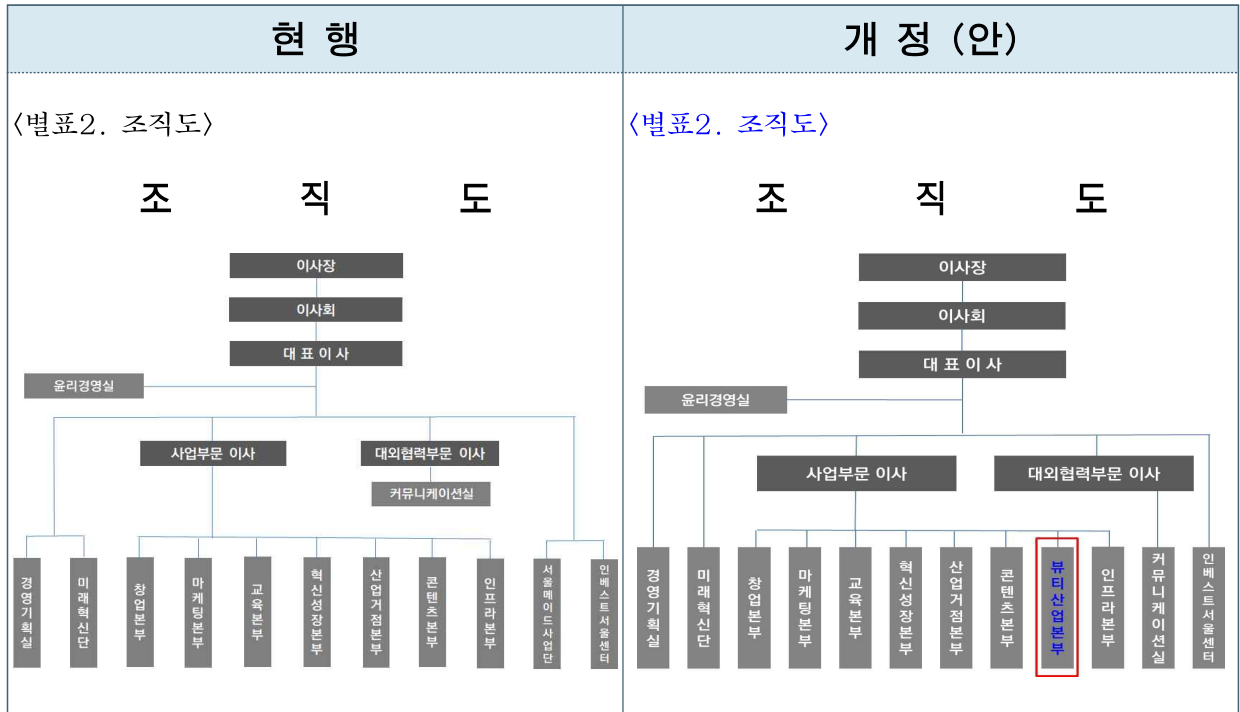 현 행
개 정 (안)
<별표2. 조직도>
조 직 도
이사장
이사회
대 표 이 사
윤리경영실
사업부문 이사
대외협력부문 이사
커뮤니케이션실
경영기획실
미래혁신단
창업본부
마케팅본부
교육본부
혁신성장본부
산업거점본부
콘텐츠본부
인프라본부
서울메이드사업단
인베스트서울센터
<별표2. 조직도>
조 직 도
이사장
이사회
대 표 이 사
윤리경영실
사업부문 이사
대외협력부문 이사
경영기획실
미래혁신단
창업본부
마케팅본부
교육본부
혁신성장본부
산업거점본부
콘텐츠본부
뷰티산업본부
인프라본부
커뮤니케이션실
인베스트서울센터